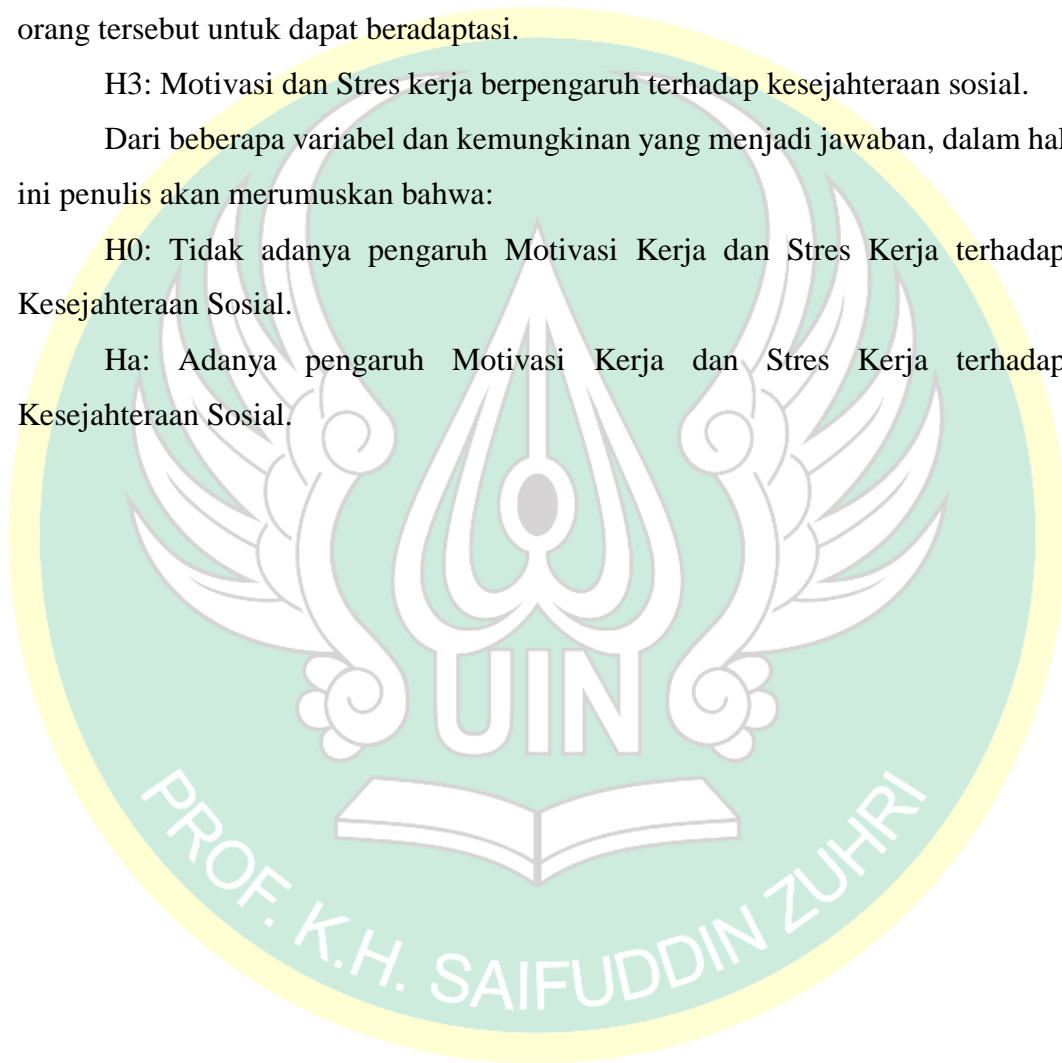 orang tersebut untuk dapat beradaptasi.
H3: Motivasi dan Stres kerja berpengaruh terhadap kesejahteraan sosial.
Dari beberapa variabel dan kemungkinan yang menjadi jawaban, dalam hal
ini penulis akan merumuskan bahwa:
H0: Tidak adanya pengaruh Motivasi Kerja dan Stres Kerja terhadap
Kesejahteraan Sosial.
Ha: Adanya pengaruh Motivasi Kerja dan Stres Kerja terhadap
Kesejahteraan Sosial.
UIN
PROF. K.H. SAIFUDDIN ZUHRI